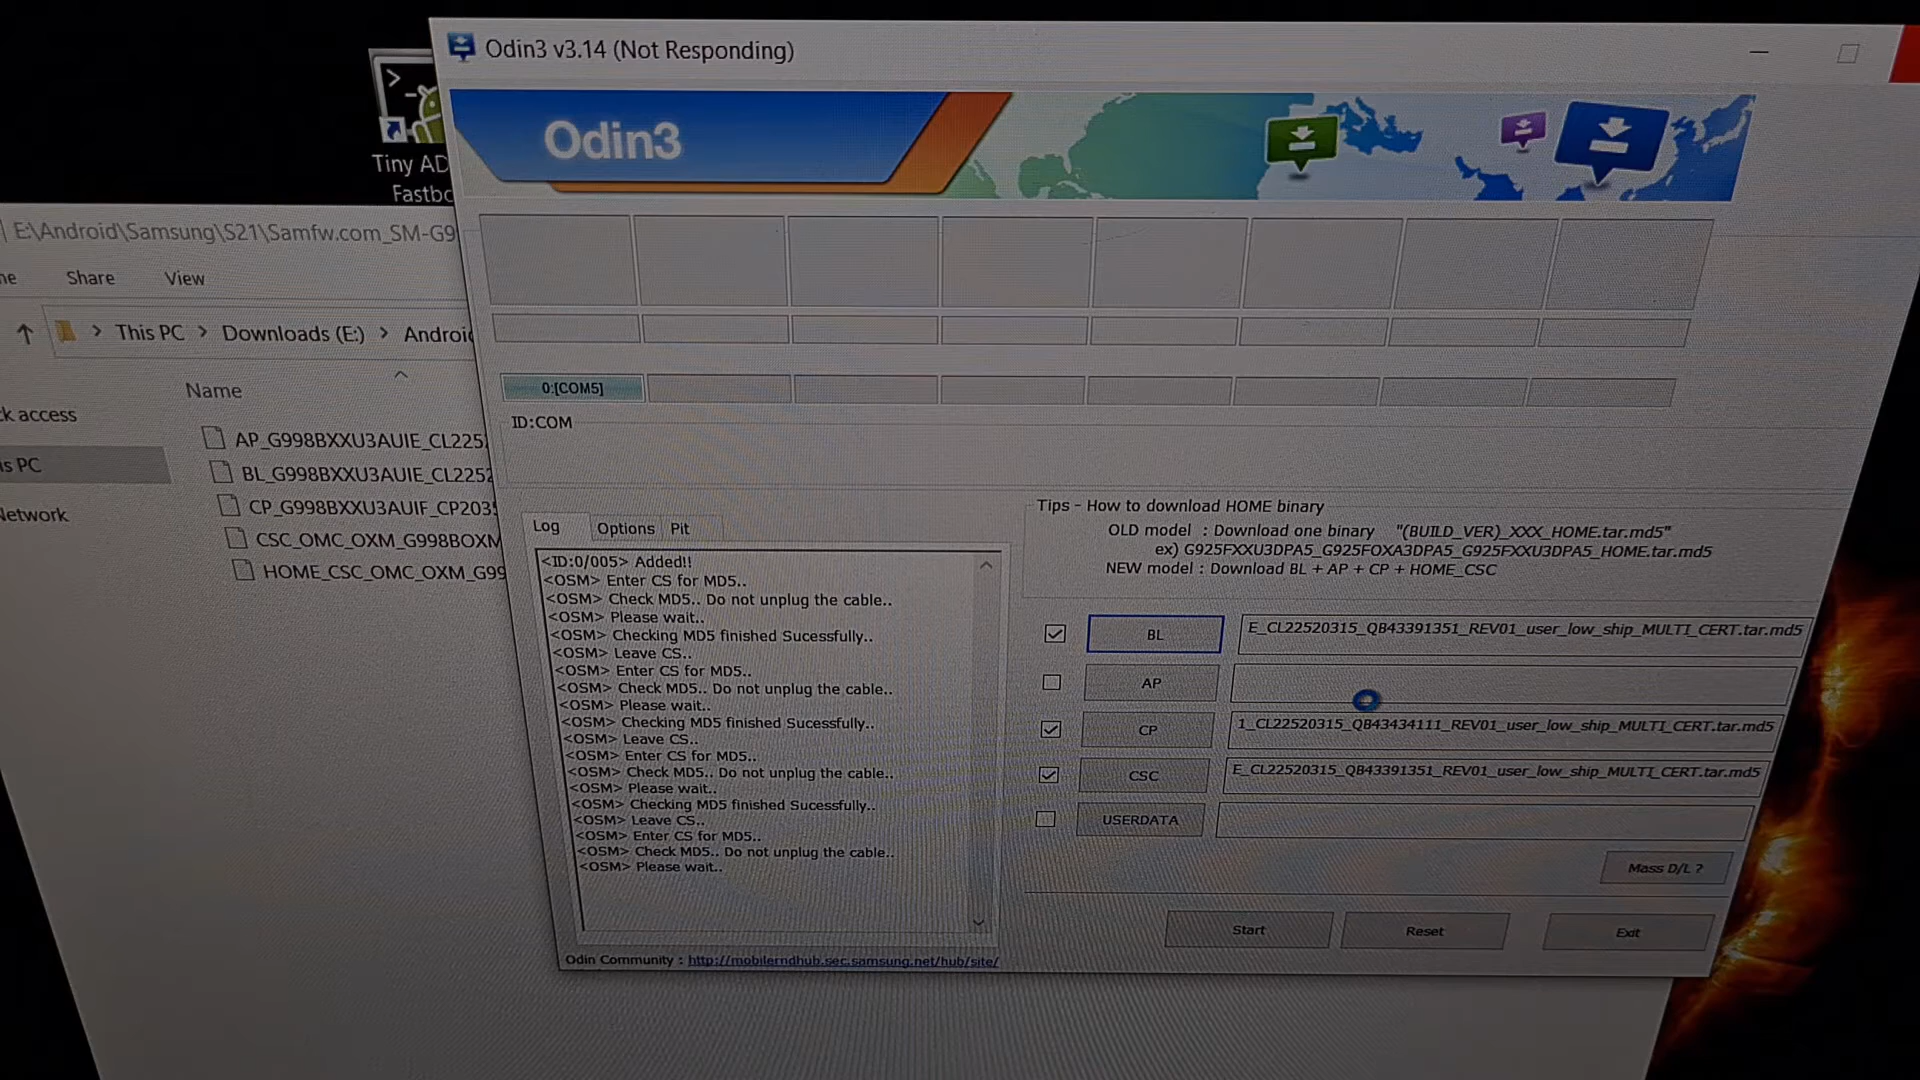 Odin3 v3.14 (Not Responding)
Odin3
Tiny AD
Fastbo
E:\Android\Samsung\S21\Samfw.com_SM-G9
Share
View
This PC > Downloads (E:) >
Name
AP_G998BXXU3AUIE_CL225
BL_G998BXXU3AUIE_CL2252
CP_G998BXXU3AUIF_CP203
CSC_OMC_OXM_G998BOXM
HOME_CSC_OMC_OXM_G99
ck access
is PC
Network
0:[COM5]
ID:COM
Log
Options
Pit
<ID:0/005> Added!!
<OSM> Enter CS for MD5..
<OSM> Check MD5.. Do not unplug the cable..
<OSM> Please wait..
<OSM> Checking MD5 finished Sucessfully..
<OSM> Leave CS..
<OSM> Enter CS for MD5..
<OSM> Check MD5.. Do not unplug the cable..
<OSM> Please wait..
<OSM> Checking MD5 finished Sucessfully..
<OSM> Leave CS..
<OSM> Enter CS for MD5..
<OSM> Check MD5.. Do not unplug the cable..
<OSM> Please wait..
<OSM> Checking MD5 finished Sucessfully..
<OSM> Leave CS..
<OSM> Enter CS for MD5..
<OSM> Check MD5.. Do not unplug the cable..
<OSM> Please wait..
Odin Community : http://mobilerndhub.sec.samsung.net/hub/site/
Tips - How to download HOME binary
OLD model : Download one binary "(BUILD_VER)_XXX_HOME.tar.md5"
ex) G925FXXU3DPA5_G925FOXA3DPA5_G925FXXU3DPA5_HOME.tar.md5
NEW model : Download BL + AP + CP + HOME_CSC
BL
E_CL22520315_QB43391351_REV01_user_low_ship_MULTI_CERT.tar.md5
AP
CP
1_CL22520315_QB43434111_REV01_user_low_ship_MULTI_CERT.tar.md5
CSC
E_CL22520315_QB43391351_REV01_user_low_ship_MULTI_CERT.tar.md5
USERDATA
Mass D/L ?
Start
Reset
Exit